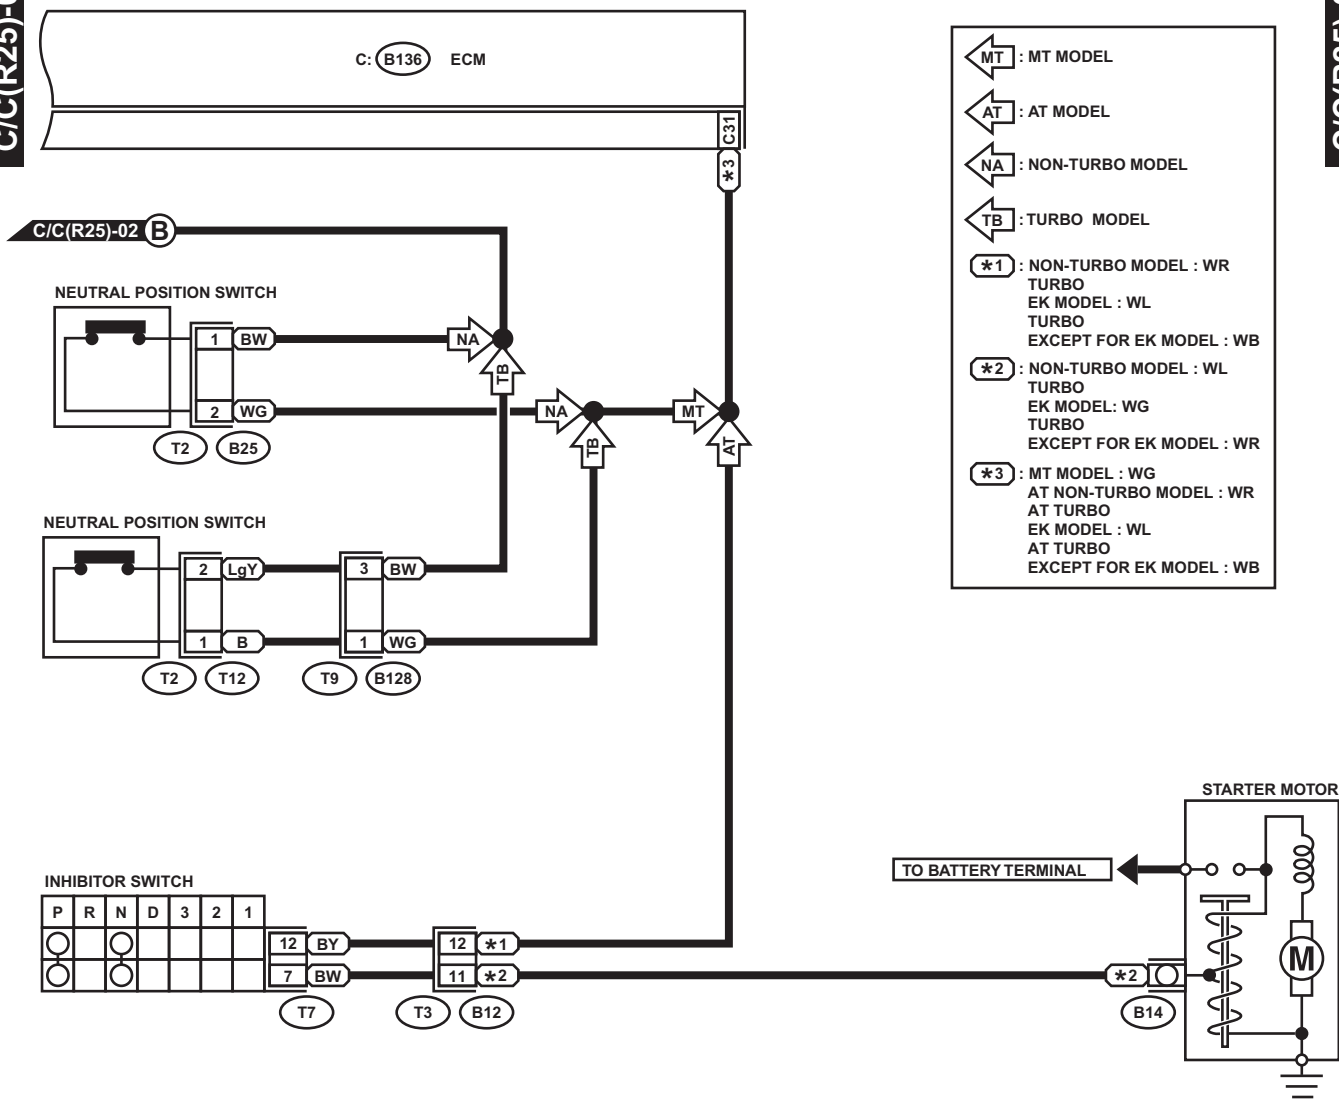 C: B136 ECM
C31
*3
C/C(R25)-02 B
NEUTRAL POSITION SWITCH
1 BW
NA
TB
2 WG
NA
MT
TB
AT
T2 B25
NEUTRAL POSITION SWITCH
2 LgY 3 BW
1 B 1 WG
T2 T12 T9 B128
MT : MT MODEL
AT : AT MODEL
NA : NON-TURBO MODEL
TB : TURBO MODEL
*1 : NON-TURBO MODEL : WR
TURBO
EK MODEL : WL
TURBO
EXCEPT FOR EK MODEL : WB
*2 : NON-TURBO MODEL : WL
TURBO
EK MODEL: WG
TURBO
EXCEPT FOR EK MODEL : WR
*3 : MT MODEL : WG
AT NON-TURBO MODEL : WR
AT TURBO
EK MODEL : WL
AT TURBO
EXCEPT FOR EK MODEL : WB
STARTER MOTOR
TO BATTERY TERMINAL
M
*2
B14
INHIBITOR SWITCH
P R N D 3 2 1
12 BY 12 *1
7 BW 11 *2
T7 T3 B12